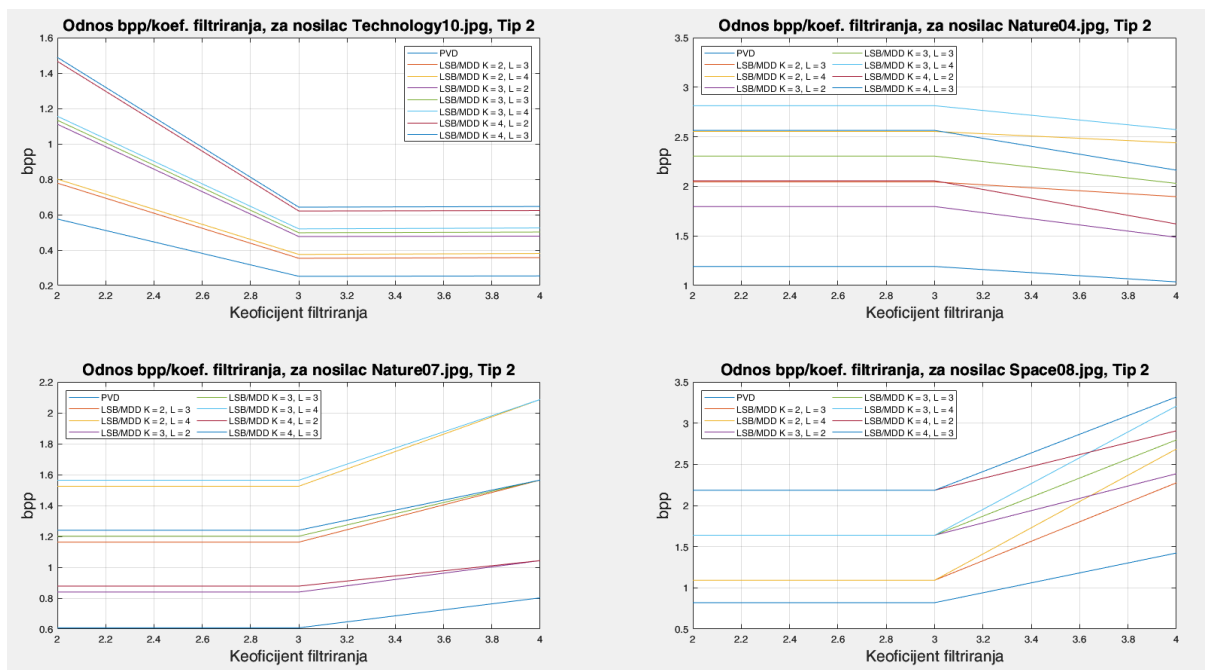 Odnos bpp/koef. filtriranja, za nosilac Technology10.jpg, Tip 2
1.6
1.4
1.2
1
0.8
0.6
0.4
0.2
bpp
PVD
LSB/MDD K = 2, L = 3
LSB/MDD K = 2, L = 4
LSB/MDD K = 3, L = 2
LSB/MDD K = 3, L = 3
LSB/MDD K = 3, L = 4
LSB/MDD K = 4, L = 2
LSB/MDD K = 4, L = 3
2 2.2 2.4 2.6 2.8 3 3.2 3.4 3.6 3.8 4
Keoficijent filtriranja
Odnos bpp/koef. filtriranja, za nosilac Nature04.jpg, Tip 2
3.5
3
2.5
2
1.5
1
bpp
PVD
LSB/MDD K = 2, L = 3
LSB/MDD K = 2, L = 4
LSB/MDD K = 3, L = 2
LSB/MDD K = 3, L = 3
LSB/MDD K = 3, L = 4
LSB/MDD K = 4, L = 2
LSB/MDD K = 4, L = 3
2 2.2 2.4 2.6 2.8 3 3.2 3.4 3.6 3.8 4
Keoficijent filtriranja
Odnos bpp/koef. filtriranja, za nosilac Nature07.jpg, Tip 2
2.2
2
1.8
1.6
1.4
1.2
1
0.8
0.6
bpp
PVD
LSB/MDD K = 2, L = 3
LSB/MDD K = 2, L = 4
LSB/MDD K = 3, L = 2
LSB/MDD K = 3, L = 3
LSB/MDD K = 3, L = 4
LSB/MDD K = 4, L = 2
LSB/MDD K = 4, L = 3
2 2.2 2.4 2.6 2.8 3 3.2 3.4 3.6 3.8 4
Keoficijent filtriranja
Odnos bpp/koef. filtriranja, za nosilac Space08.jpg, Tip 2
3.5
3
2.5
2
1.5
1
0.5
bpp
PVD
LSB/MDD K = 2, L = 3
LSB/MDD K = 2, L = 4
LSB/MDD K = 3, L = 2
LSB/MDD K = 3, L = 3
LSB/MDD K = 3, L = 4
LSB/MDD K = 4, L = 2
LSB/MDD K = 4, L = 3
2 2.2 2.4 2.6 2.8 3 3.2 3.4 3.6 3.8 4
Keoficijent filtriranja